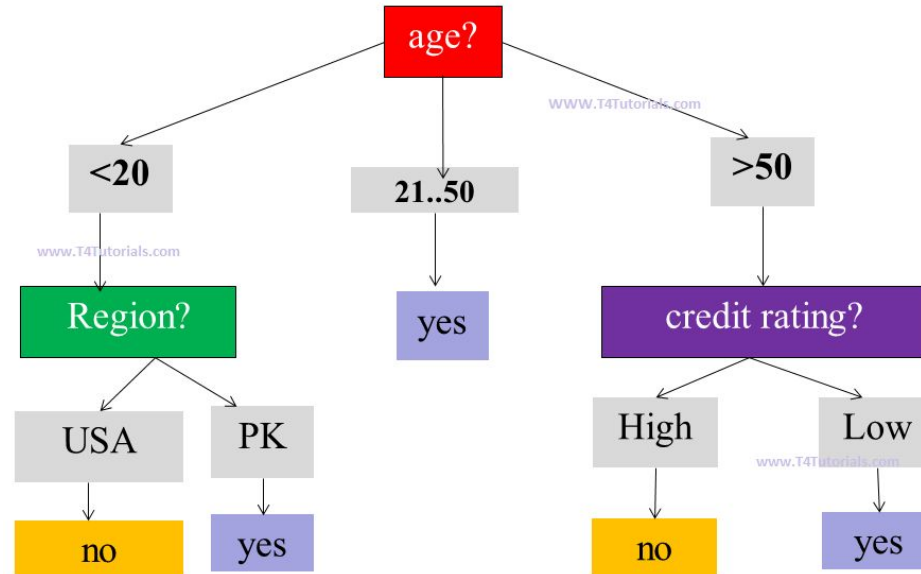 age?
WWW.T4Tutorials.com
<20
21..50
>50
www.T4Tutorials.com
Region?
yes
credit rating?
USA
PK
High
Low
www.T4Tutorials.com
no
yes
no
yes